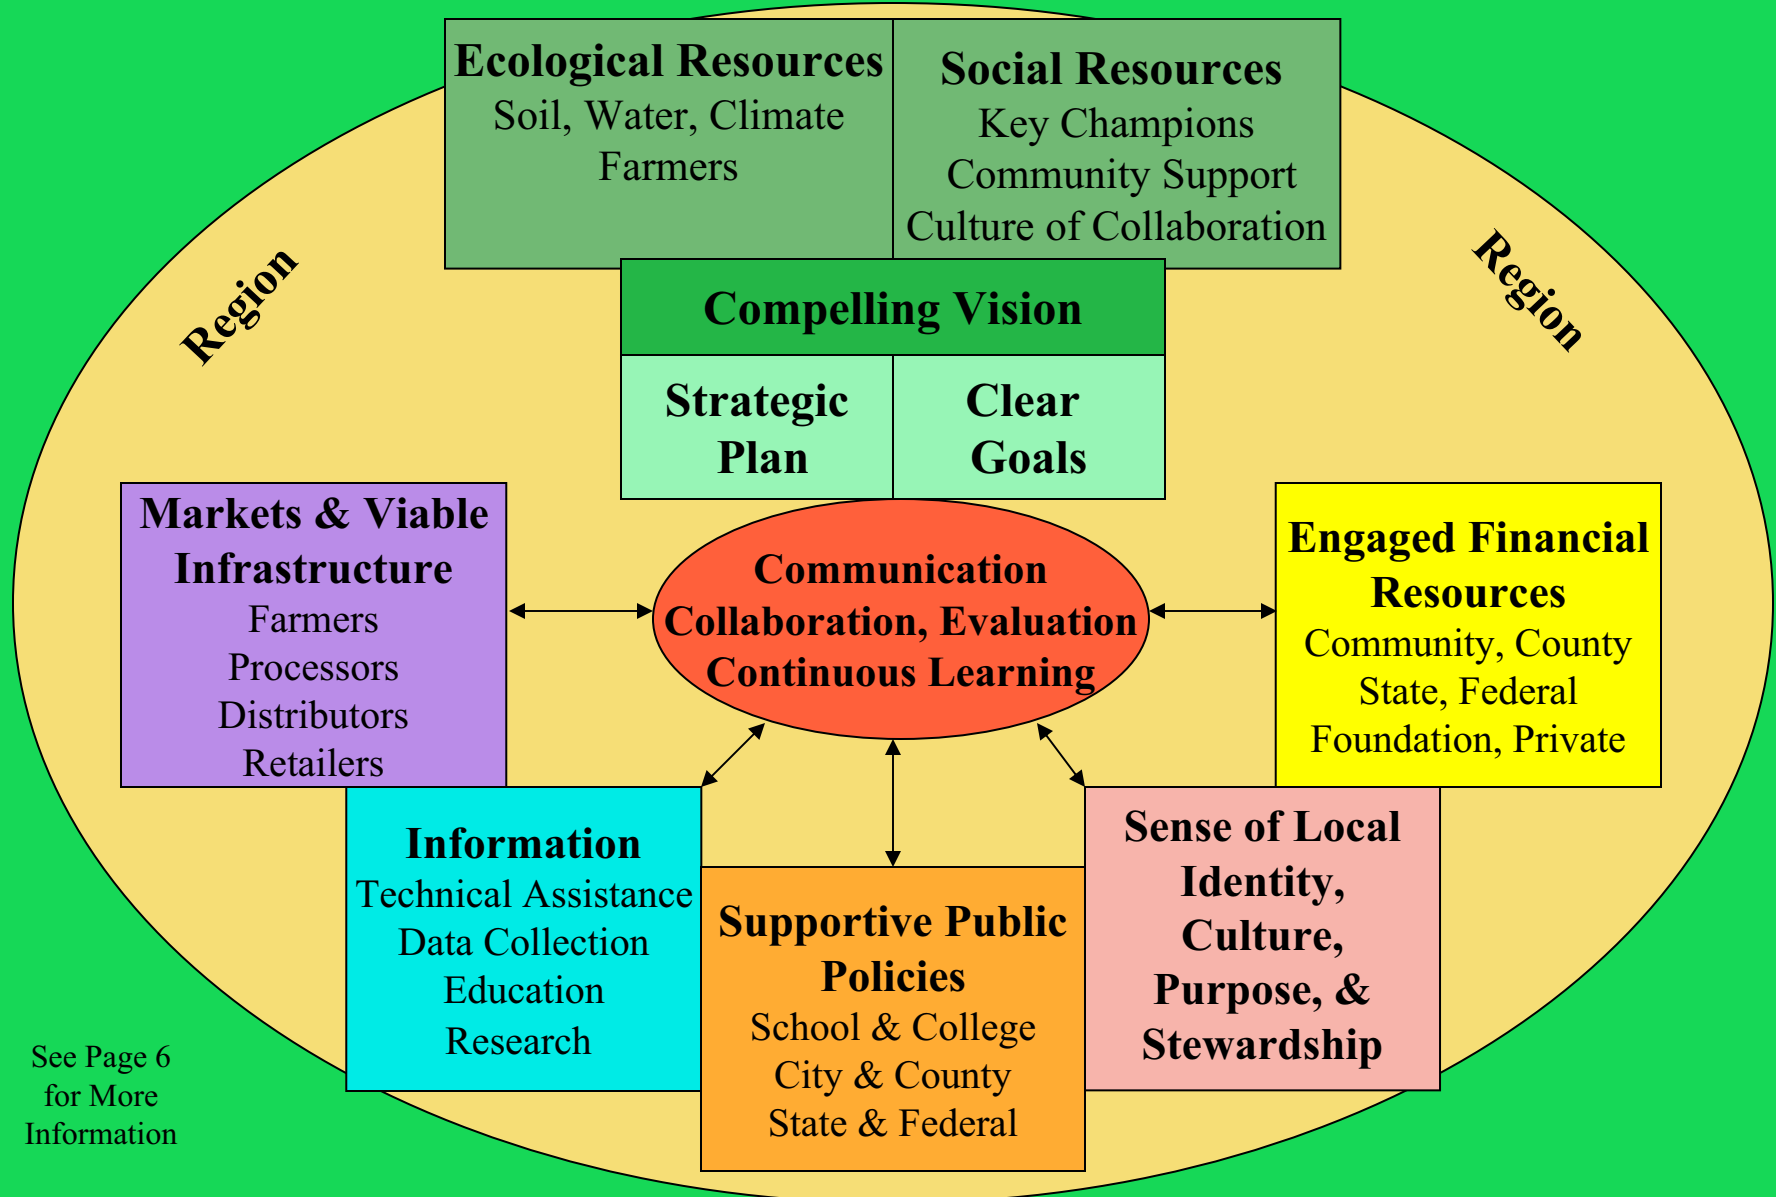 Ecological Resources
Soil, Water, Climate
Farmers
Social Resources
Key Champions
Community Support
Culture of Collaboration
Region
Region
Compelling Vision
Strategic
Plan
Clear
Goals
Markets & Viable
Infrastructure
Farmers
Processors
Distributors
Retailers
Communication
Collaboration, Evaluation
Continuous Learning
Engaged Financial
Resources
Community, County
State, Federal
Foundation, Private
Information
Technical Assistance
Data Collection
Education
Research
Supportive Public
Policies
School & College
City & County
State & Federal
Sense of Local
Identity,
Culture,
Purpose, &
Stewardship
See Page 6
for More
Information